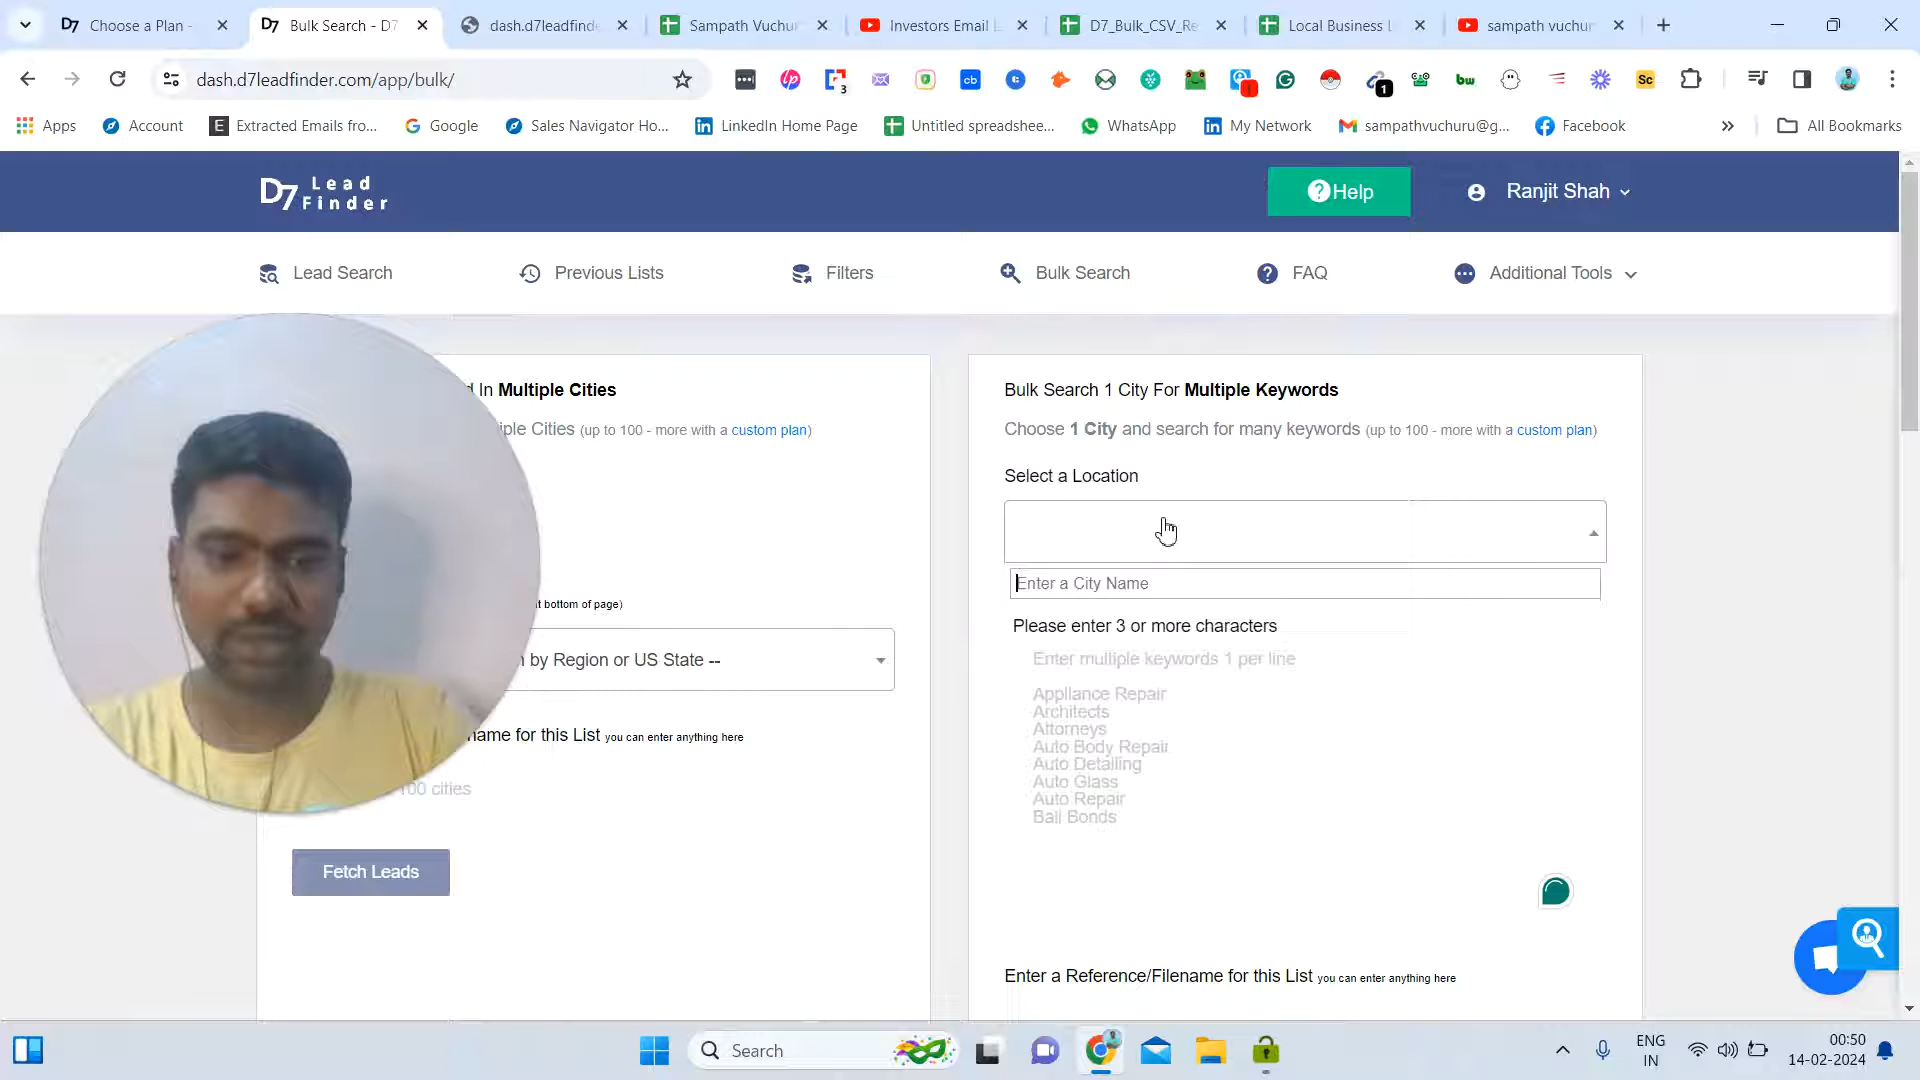 Choose a Plan -
Bulk Search - D7
dash.d7leadfinde
Sampath Vuchur
Investors Email E
D7_Bulk_CSV_Re
Local Business L
sampath vuchur
dash.d7leadfinder.com/app/bulk/
Apps
Account
Extracted Emails fro...
Google
Sales Navigator Ho...
LinkedIn Home Page
Untitled spreadshee...
WhatsApp
My Network
sampathvuchuru@g...
Facebook
All Bookmarks
D7 Lead Finder
Help
Ranjit Shah
Lead Search
Previous Lists
Filters
Bulk Search
FAQ
Additional Tools
In Multiple Cities
iple Cities (up to 100 - more with a custom plan)
t bottom of page)
n by Region or US State --
name for this List you can enter anything here
100 cities
Fetch Leads
Bulk Search 1 City For Multiple Keywords
Choose 1 City and search for many keywords (up to 100 - more with a custom plan)
Select a Location
Enter a City Name
Please enter 3 or more characters
Enter multiple keywords 1 per line
Appliance Repair
Architects
Attorneys
Auto Body Repair
Auto Detailing
Auto Glass
Auto Repair
Bail Bonds
Enter a Reference/Filename for this List you can enter anything here
Search
ENG
IN
00:50
14-02-2024